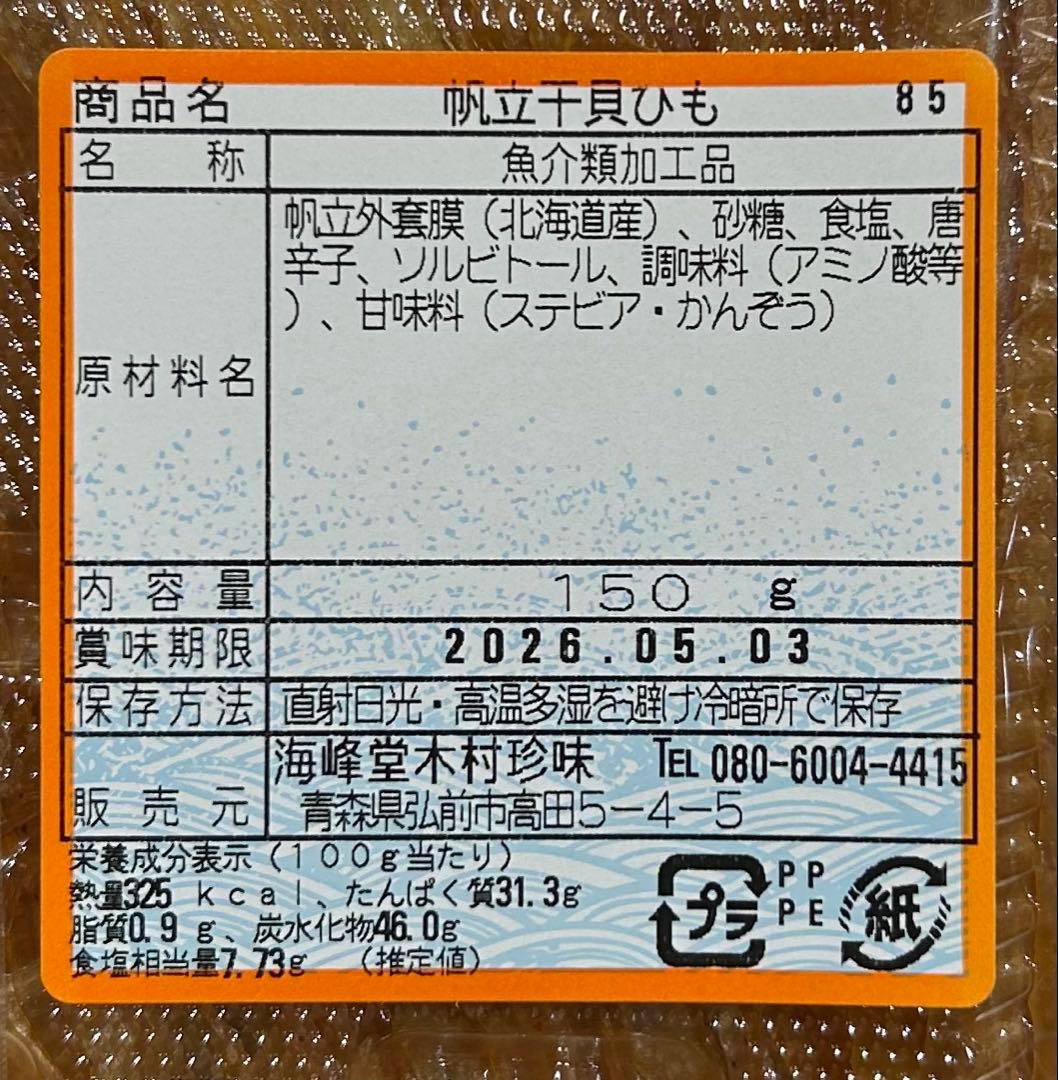 商品名 帆立干貝ひも 85
名称 魚介類加工品
原材料名 帆立外套膜（北海道産）、砂糖、食塩、唐
辛子、ソルビトール、調味料（アミノ酸等
）、甘味料（ステビア・かんぞう）
内容量 150 g
賞味期限 2026.05.03
保存方法 直射日光・高温多湿を避け冷暗所で保存
販売元 海峰堂木村珍味 TEL 080-6004-4415
青森県弘前市高田5-4-5
栄養成分表示（100g当たり）
熱量325 kcal、たんぱく質31.3g
脂質0.9 g、炭水化物46.0g
食塩相当量7.73g （推定値）
プラ PP
PE
紙